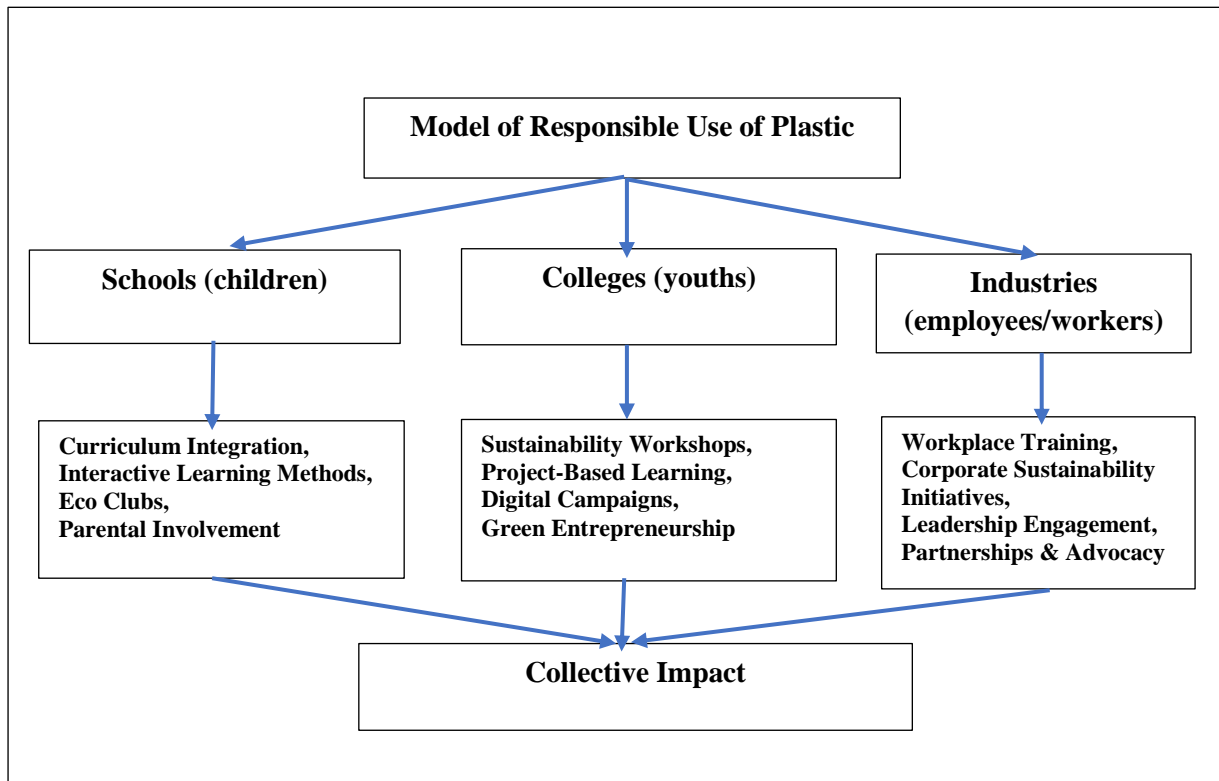 Model of Responsible Use of Plastic
Schools (children)
Colleges (youths)
Industries
(employees/workers)
Curriculum Integration,
Interactive Learning Methods,
Eco Clubs,
Parental Involvement
Sustainability Workshops,
Project-Based Learning,
Digital Campaigns,
Green Entrepreneurship
Workplace Training,
Corporate Sustainability
Initiatives,
Leadership Engagement,
Partnerships & Advocacy
Collective Impact